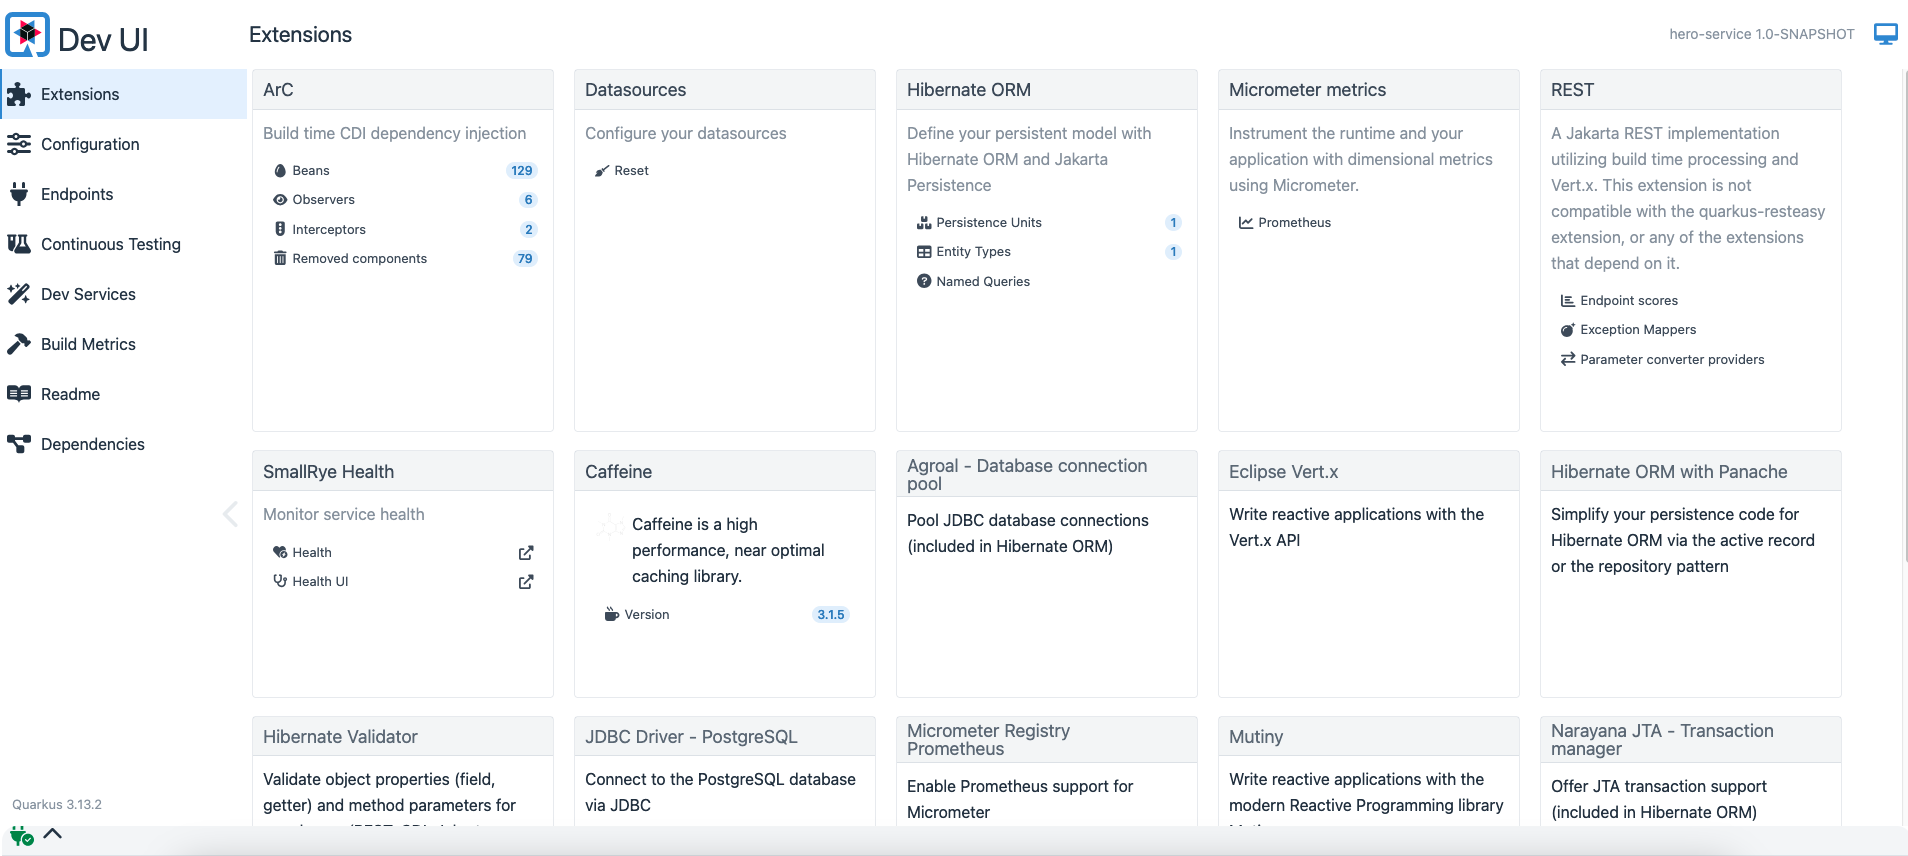 Dev UI
Extensions
hero-service 1.0-SNAPSHOT
Extensions
Configuration
Endpoints
Continuous Testing
Dev Services
Build Metrics
Readme
Dependencies
Quarkus 3.13.2
ArC
Build time CDI dependency injection
Beans 129
Observers 6
Interceptors 2
Removed components 79
Datasources
Configure your datasources
Reset
Hibernate ORM
Define your persistent model with
Hibernate ORM and Jakarta
Persistence
Persistence Units 1
Entity Types 1
Named Queries
Micrometer metrics
Instrument the runtime and your
application with dimensional metrics
using Micrometer.
Prometheus
REST
A Jakarta REST implementation
utilizing build time processing and
Vert.x. This extension is not
compatible with the quarkus-resteasy
extension, or any of the extensions
that depend on it.
Endpoint scores
Exception Mappers
Parameter converter providers
SmallRye Health
Monitor service health
Health
Health UI
Caffeine
Caffeine is a high
performance, near optimal
caching library.
Version 3.1.5
Agroal - Database connection
pool
Pool JDBC database connections
(included in Hibernate ORM)
Eclipse Vert.x
Write reactive applications with the
Vert.x API
Hibernate ORM with Panache
Simplify your persistence code for
Hibernate ORM via the active record
or the repository pattern
Hibernate Validator
Validate object properties (field,
getter) and method parameters for
JDBC Driver - PostgreSQL
Connect to the PostgreSQL database
via JDBC
Micrometer Registry
Prometheus
Enable Prometheus support for
Micrometer
Mutiny
Write reactive applications with the
modern Reactive Programming library
Narayana JTA - Transaction
manager
Offer JTA transaction support
(included in Hibernate ORM)